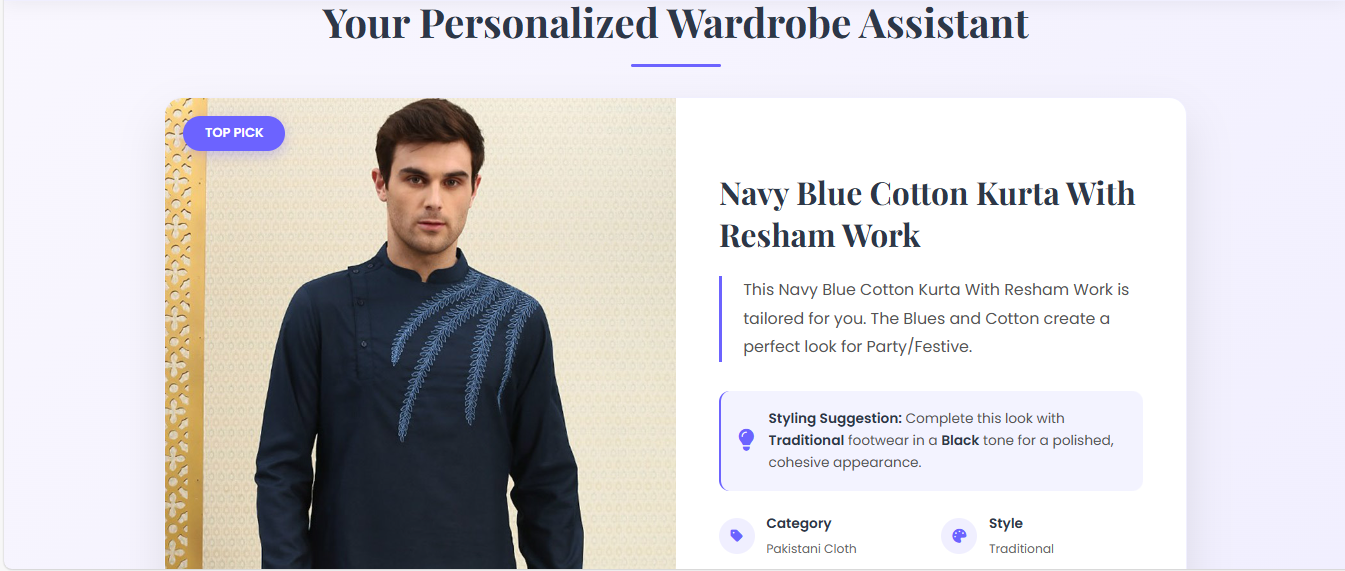 Your Personalized Wardrobe Assistant
TOP PICK
Navy Blue Cotton Kurta With
Resham Work
This Navy Blue Cotton Kurta With Resham Work is
tailored for you. The Blues and Cotton create a
perfect look for Party/Festive.
Styling Suggestion: Complete this look with
Traditional footwear in a Black tone for a polished,
cohesive appearance.
Category
Pakistani Cloth
Style
Traditional